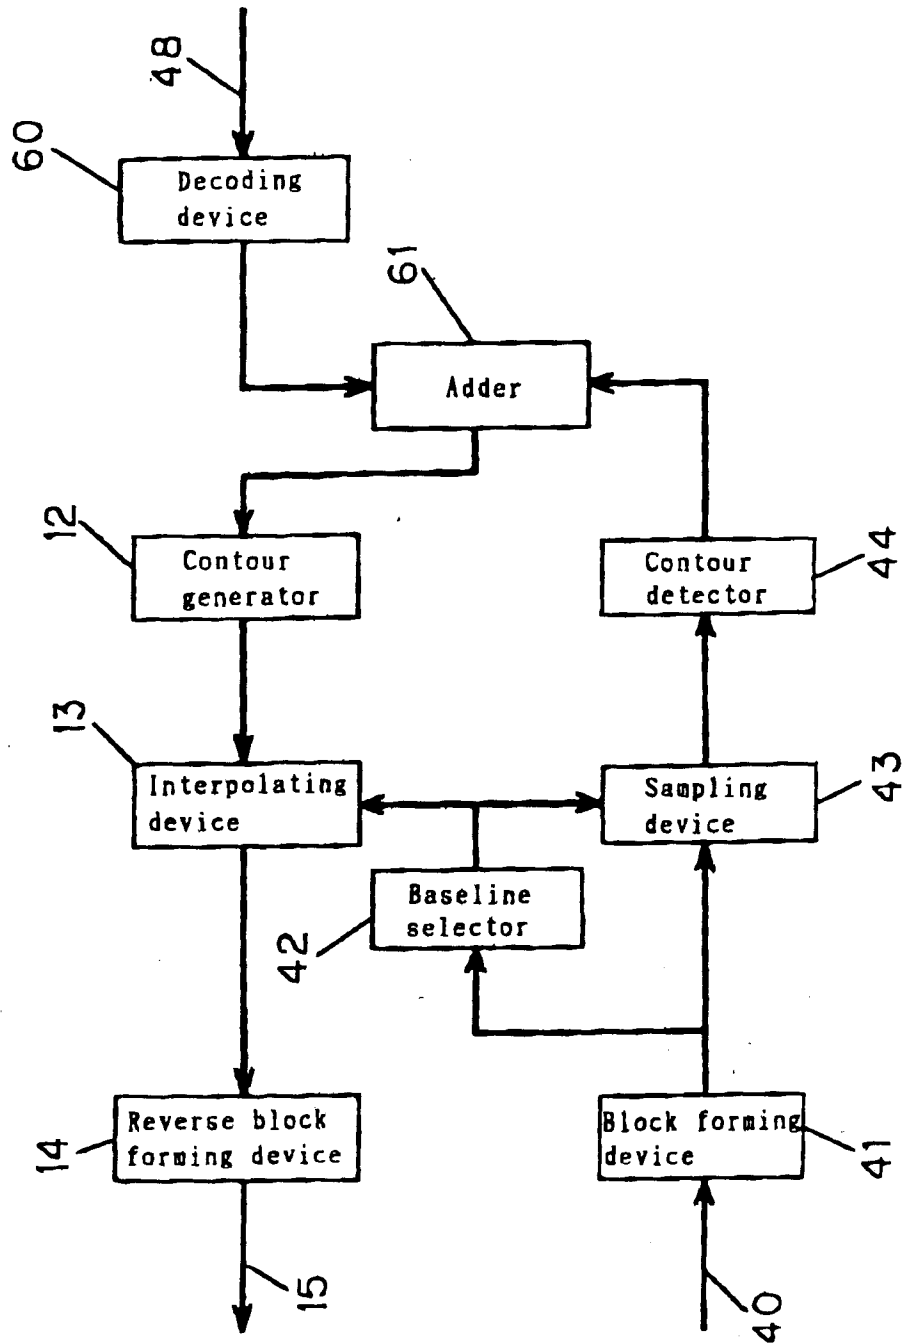 48
60
Decoding
device
61
Adder
12
Contour
generator
Contour
detector
44
13
Interpolating
device
Sampling
device
43
Baseline
selector
42
14
Reverse block
forming device
Block forming
device
41
15
40